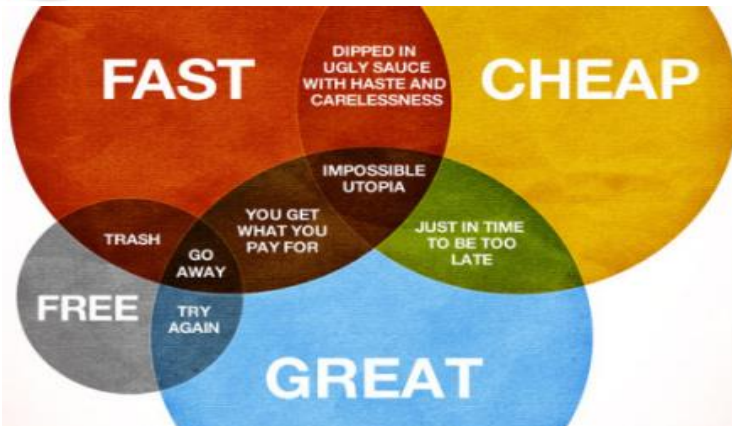 FAST
DIPPED IN
UGLY SAUCE
WITH HASTE AND
CARELESSNESS
CHEAP
IMPOSSIBLE
UTOPIA
YOU GET
WHAT YOU
PAY FOR
JUST IN TIME
TO BE TOO
LATE
TRASH
GO
AWAY
FREE
TRY
AGAIN
GREAT